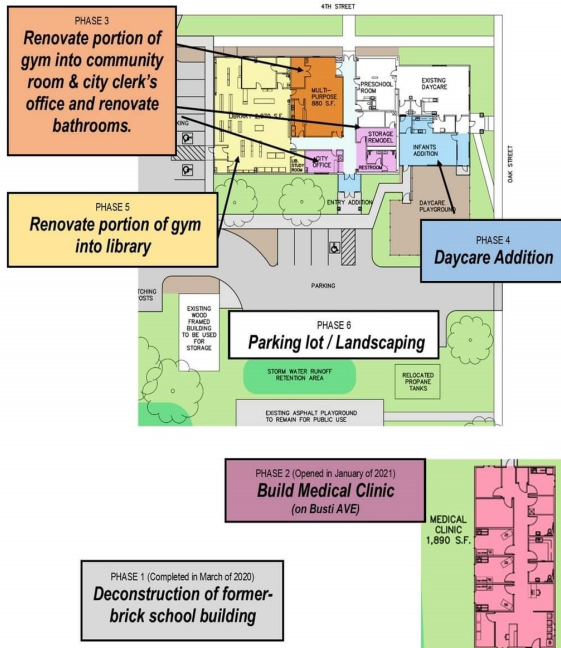 4TH STREET
PHASE 3
Renovate portion of
gym into community
room & city clerk's
office and renovate
bathrooms.
MULTI-
PURPOSE
880 S.F.
PRESCHOOL
ROOM
EXISTING
DAYCARE
LIBRARY
S.F.
STORAGE
REMODEL
INFANTS
ADDITION
LIB.
STUDY
ROOM
CITY
OFFICE
RESTROOM
ENTRY ADDITION
DAYCARE
PLAYGROUND
OAK STREET
PHASE 5
Renovate portion of gym
into library
PHASE 4
Daycare Addition
PARKING
EXISTING
WOOD
FRAMED
BUILDING
TO BE USED
FOR
STORAGE
PHASE 6
Parking lot / Landscaping
STORM WATER RUNOFF
RETENTION AREA
RELOCATED
PROPANE
TANKS
EXISTING ASPHALT PLAYGROUND
TO REMAIN FOR PUBLIC USE
PHASE 2 (Opened in January of 2021)
Build Medical Clinic
(on Busti AVE)
MEDICAL
CLINIC
1,890 S.F.
PHASE 1 (Completed in March of 2020)
Deconstruction of former-
brick school building